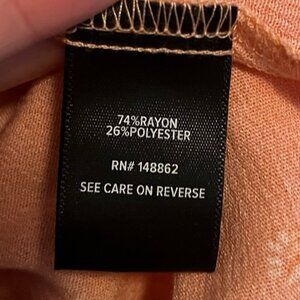 74%RAYON
26%POLYESTER
RN# 148862
SEE CARE ON REVERSE